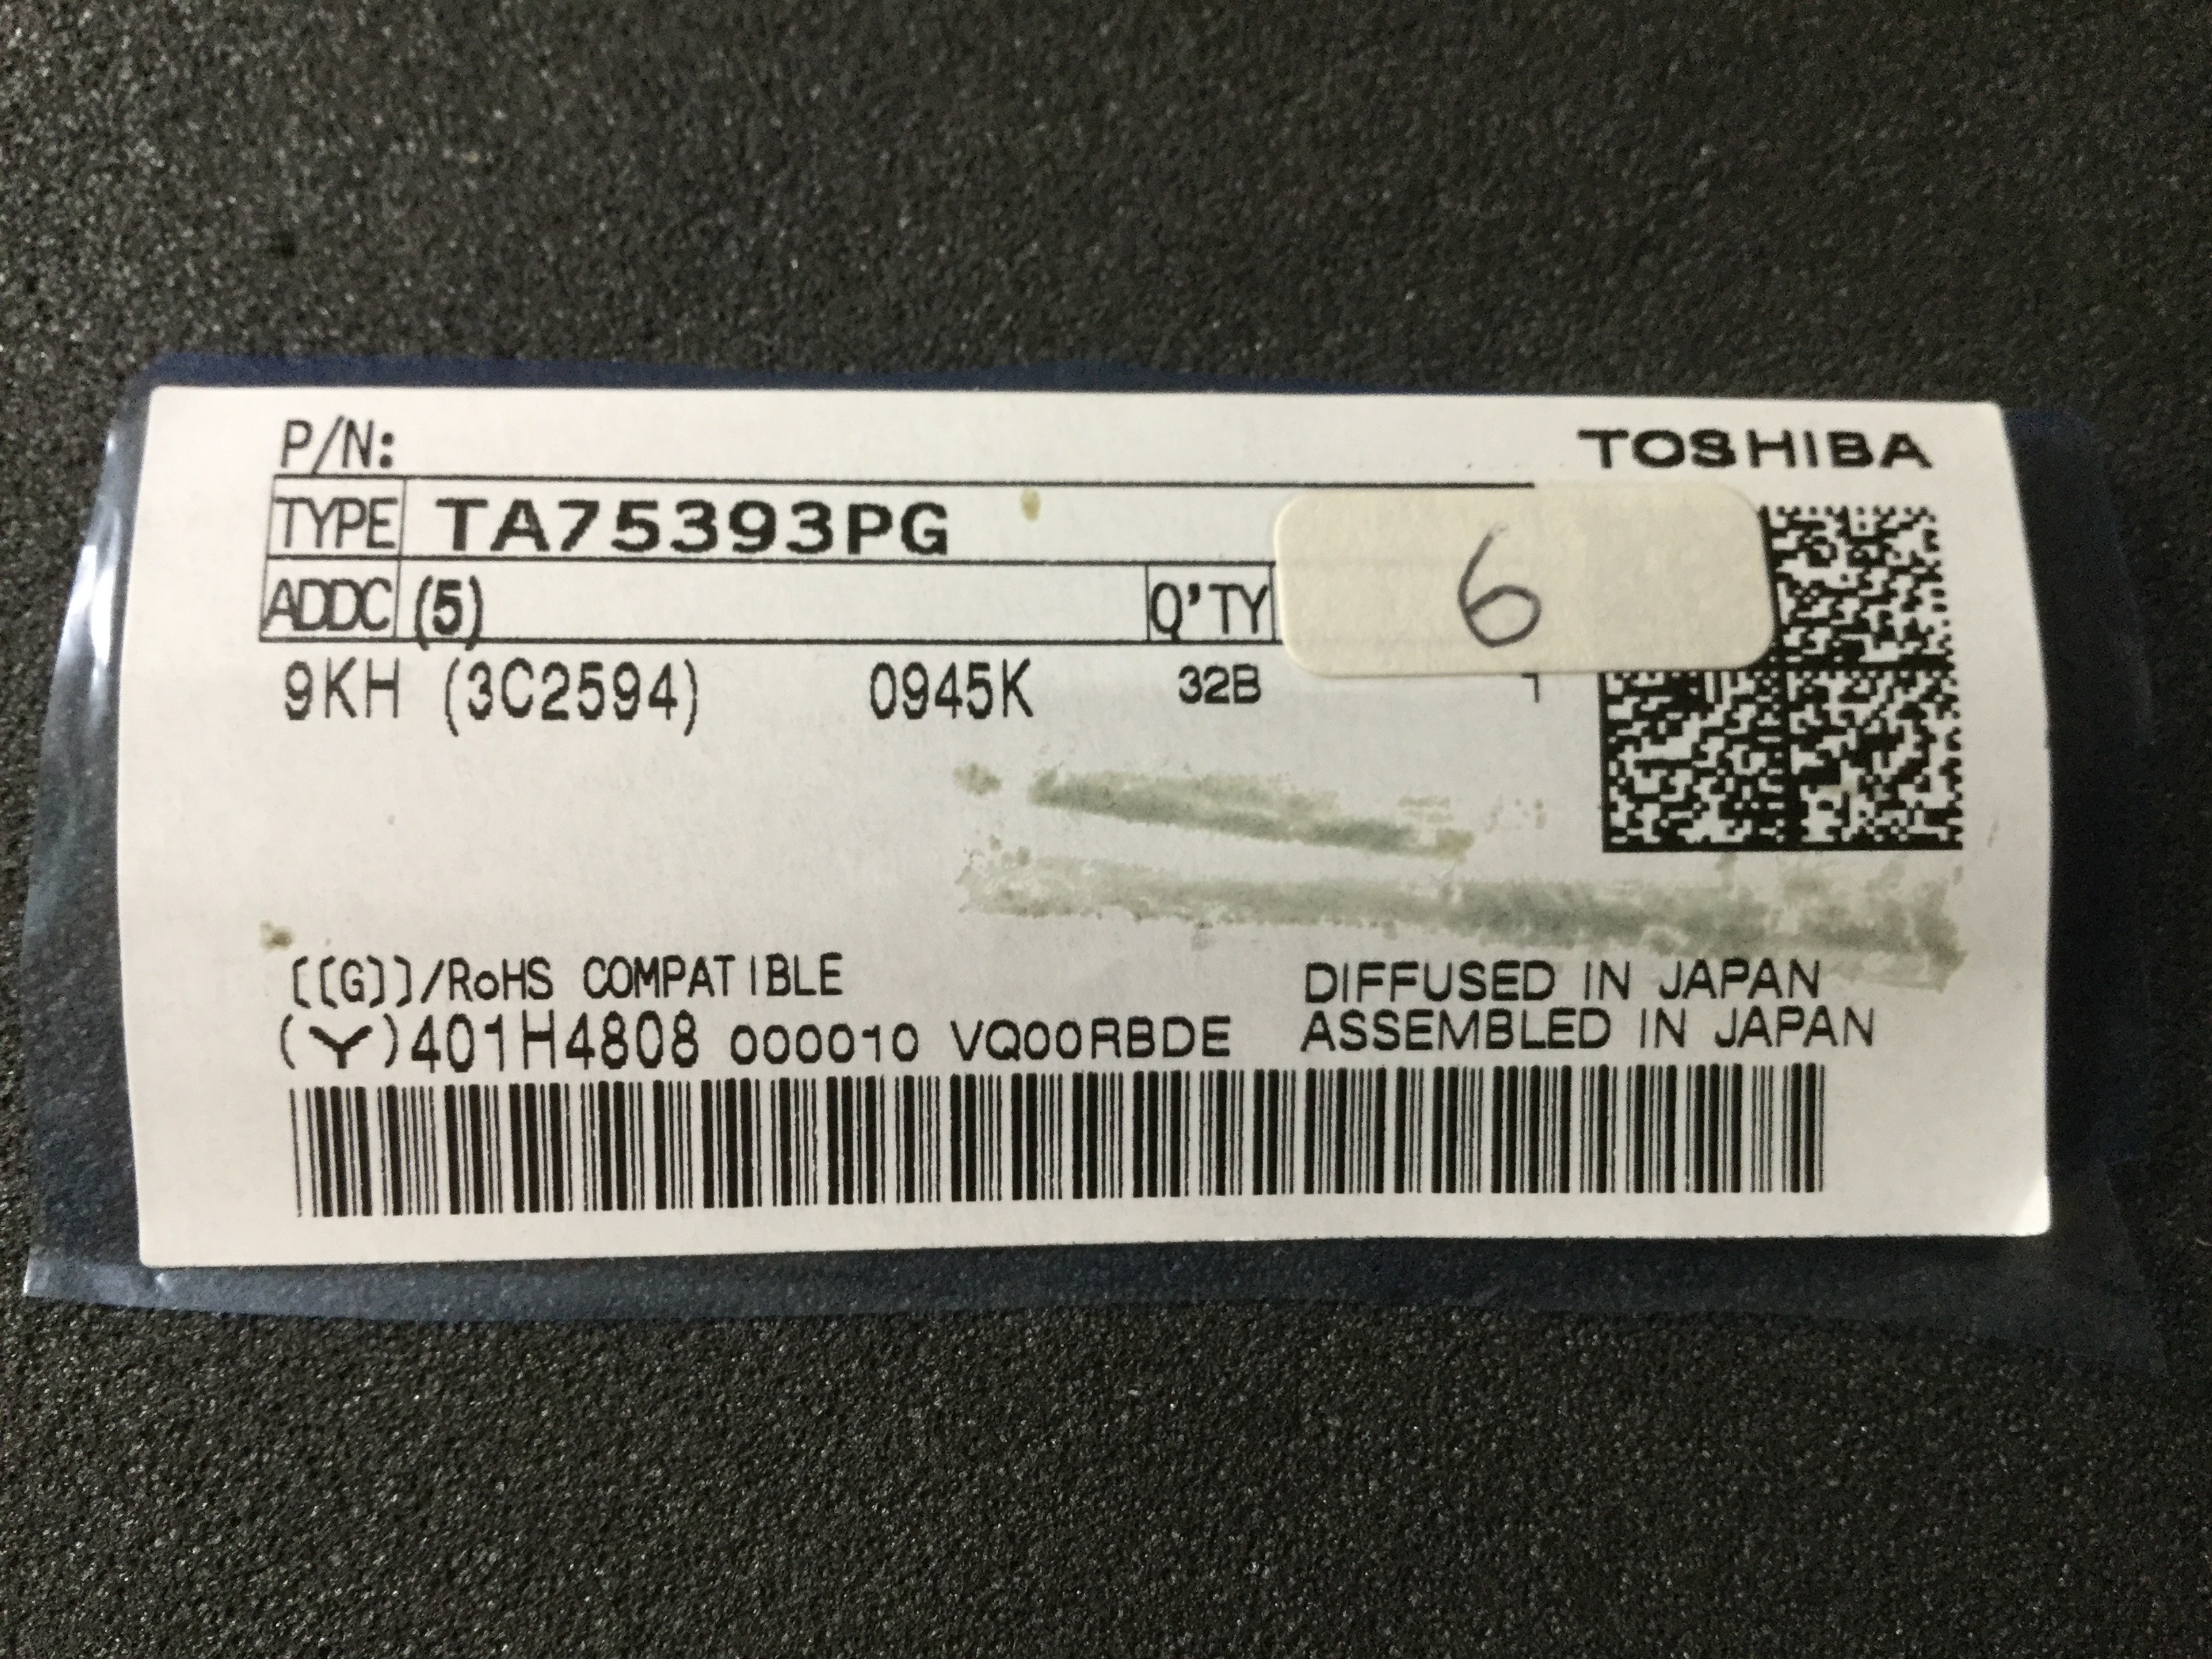 P/N:
TOSHIBA
TYPE TA75393PG
ADDC (5) Q'TY 6
9KH (3C2594) 0945K 32B
[[G]]/RoHS COMPATIBLE
(Y)401H4808 000010 VQ00RBDE
DIFFUSED IN JAPAN
ASSEMBLED IN JAPAN